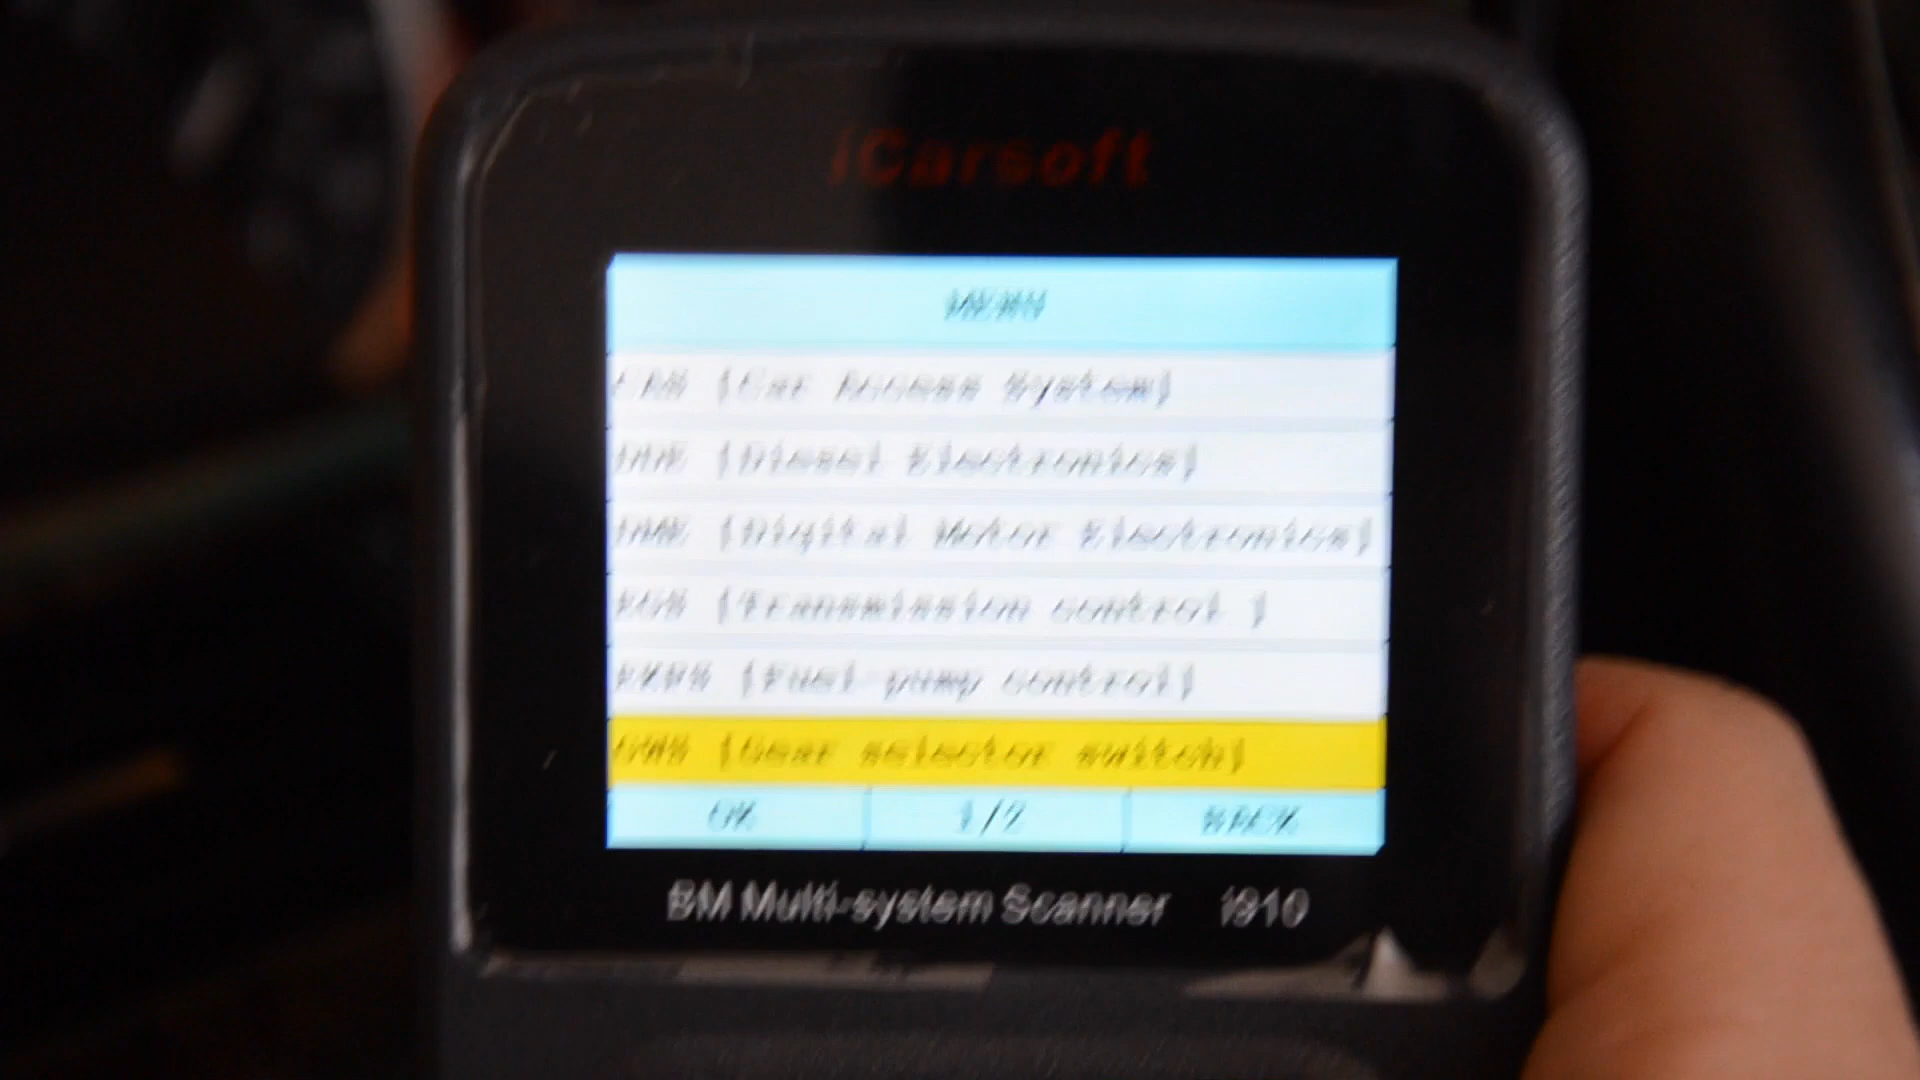 iCarsoft
MENU
CAS (Car Access System)
DDE (Diesel Electronics)
DME (Digital Motor Electronics)
EGS (Transmission control )
EKPS (Fuel-pump control)
GWS (Gear selector switch)
OK 1/2 BACK
BM Multi-system Scanner i910